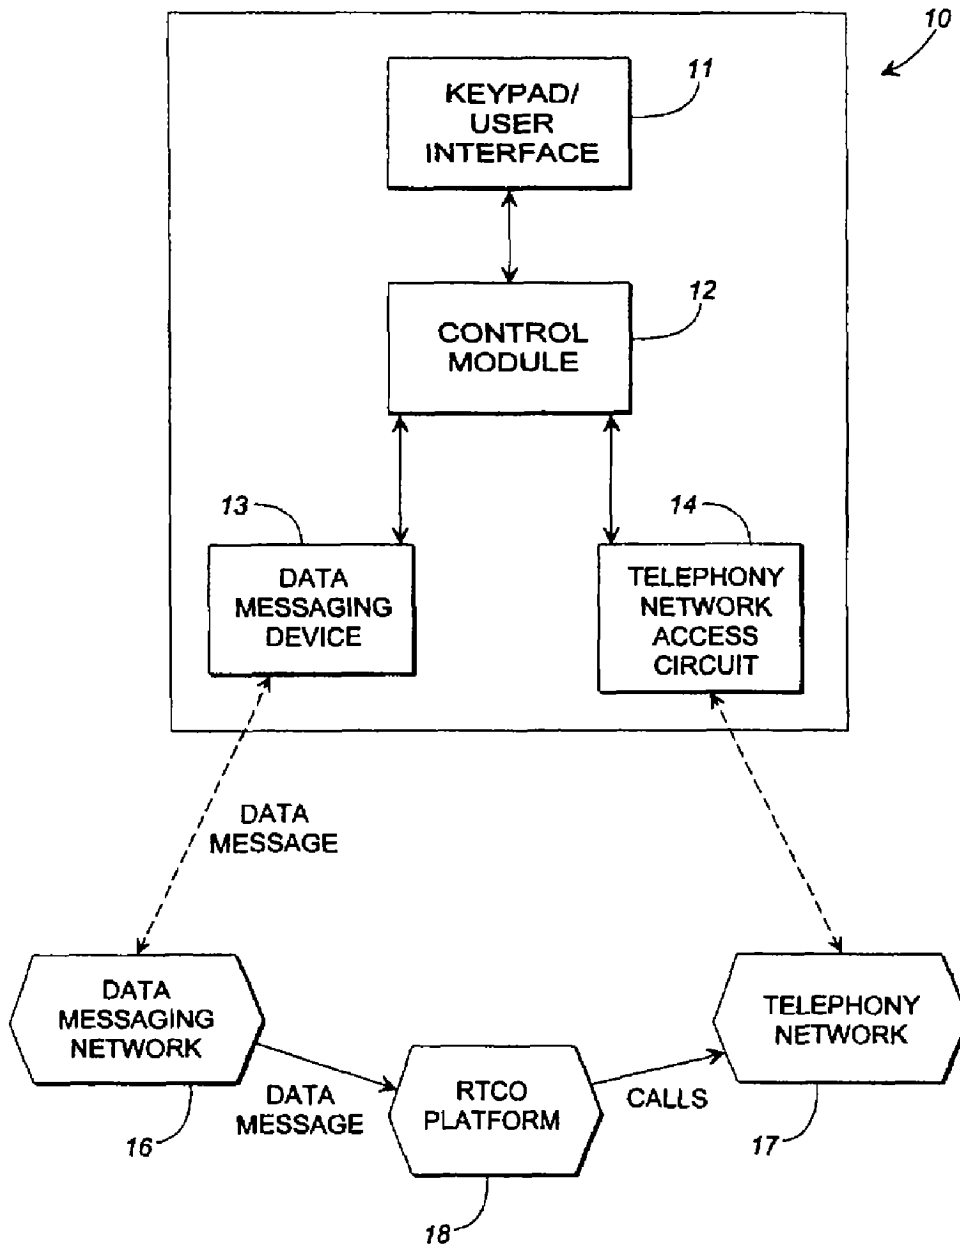 10
KEYPAD/
USER
INTERFACE
11
CONTROL
MODULE
12
13
DATA
MESSAGING
DEVICE
14
TELEPHONY
NETWORK
ACCESS
CIRCUIT
DATA
MESSAGE
DATA
MESSAGING
NETWORK
16
DATA
MESSAGE
RTCO
PLATFORM
18
CALLS
TELEPHONY
NETWORK
17